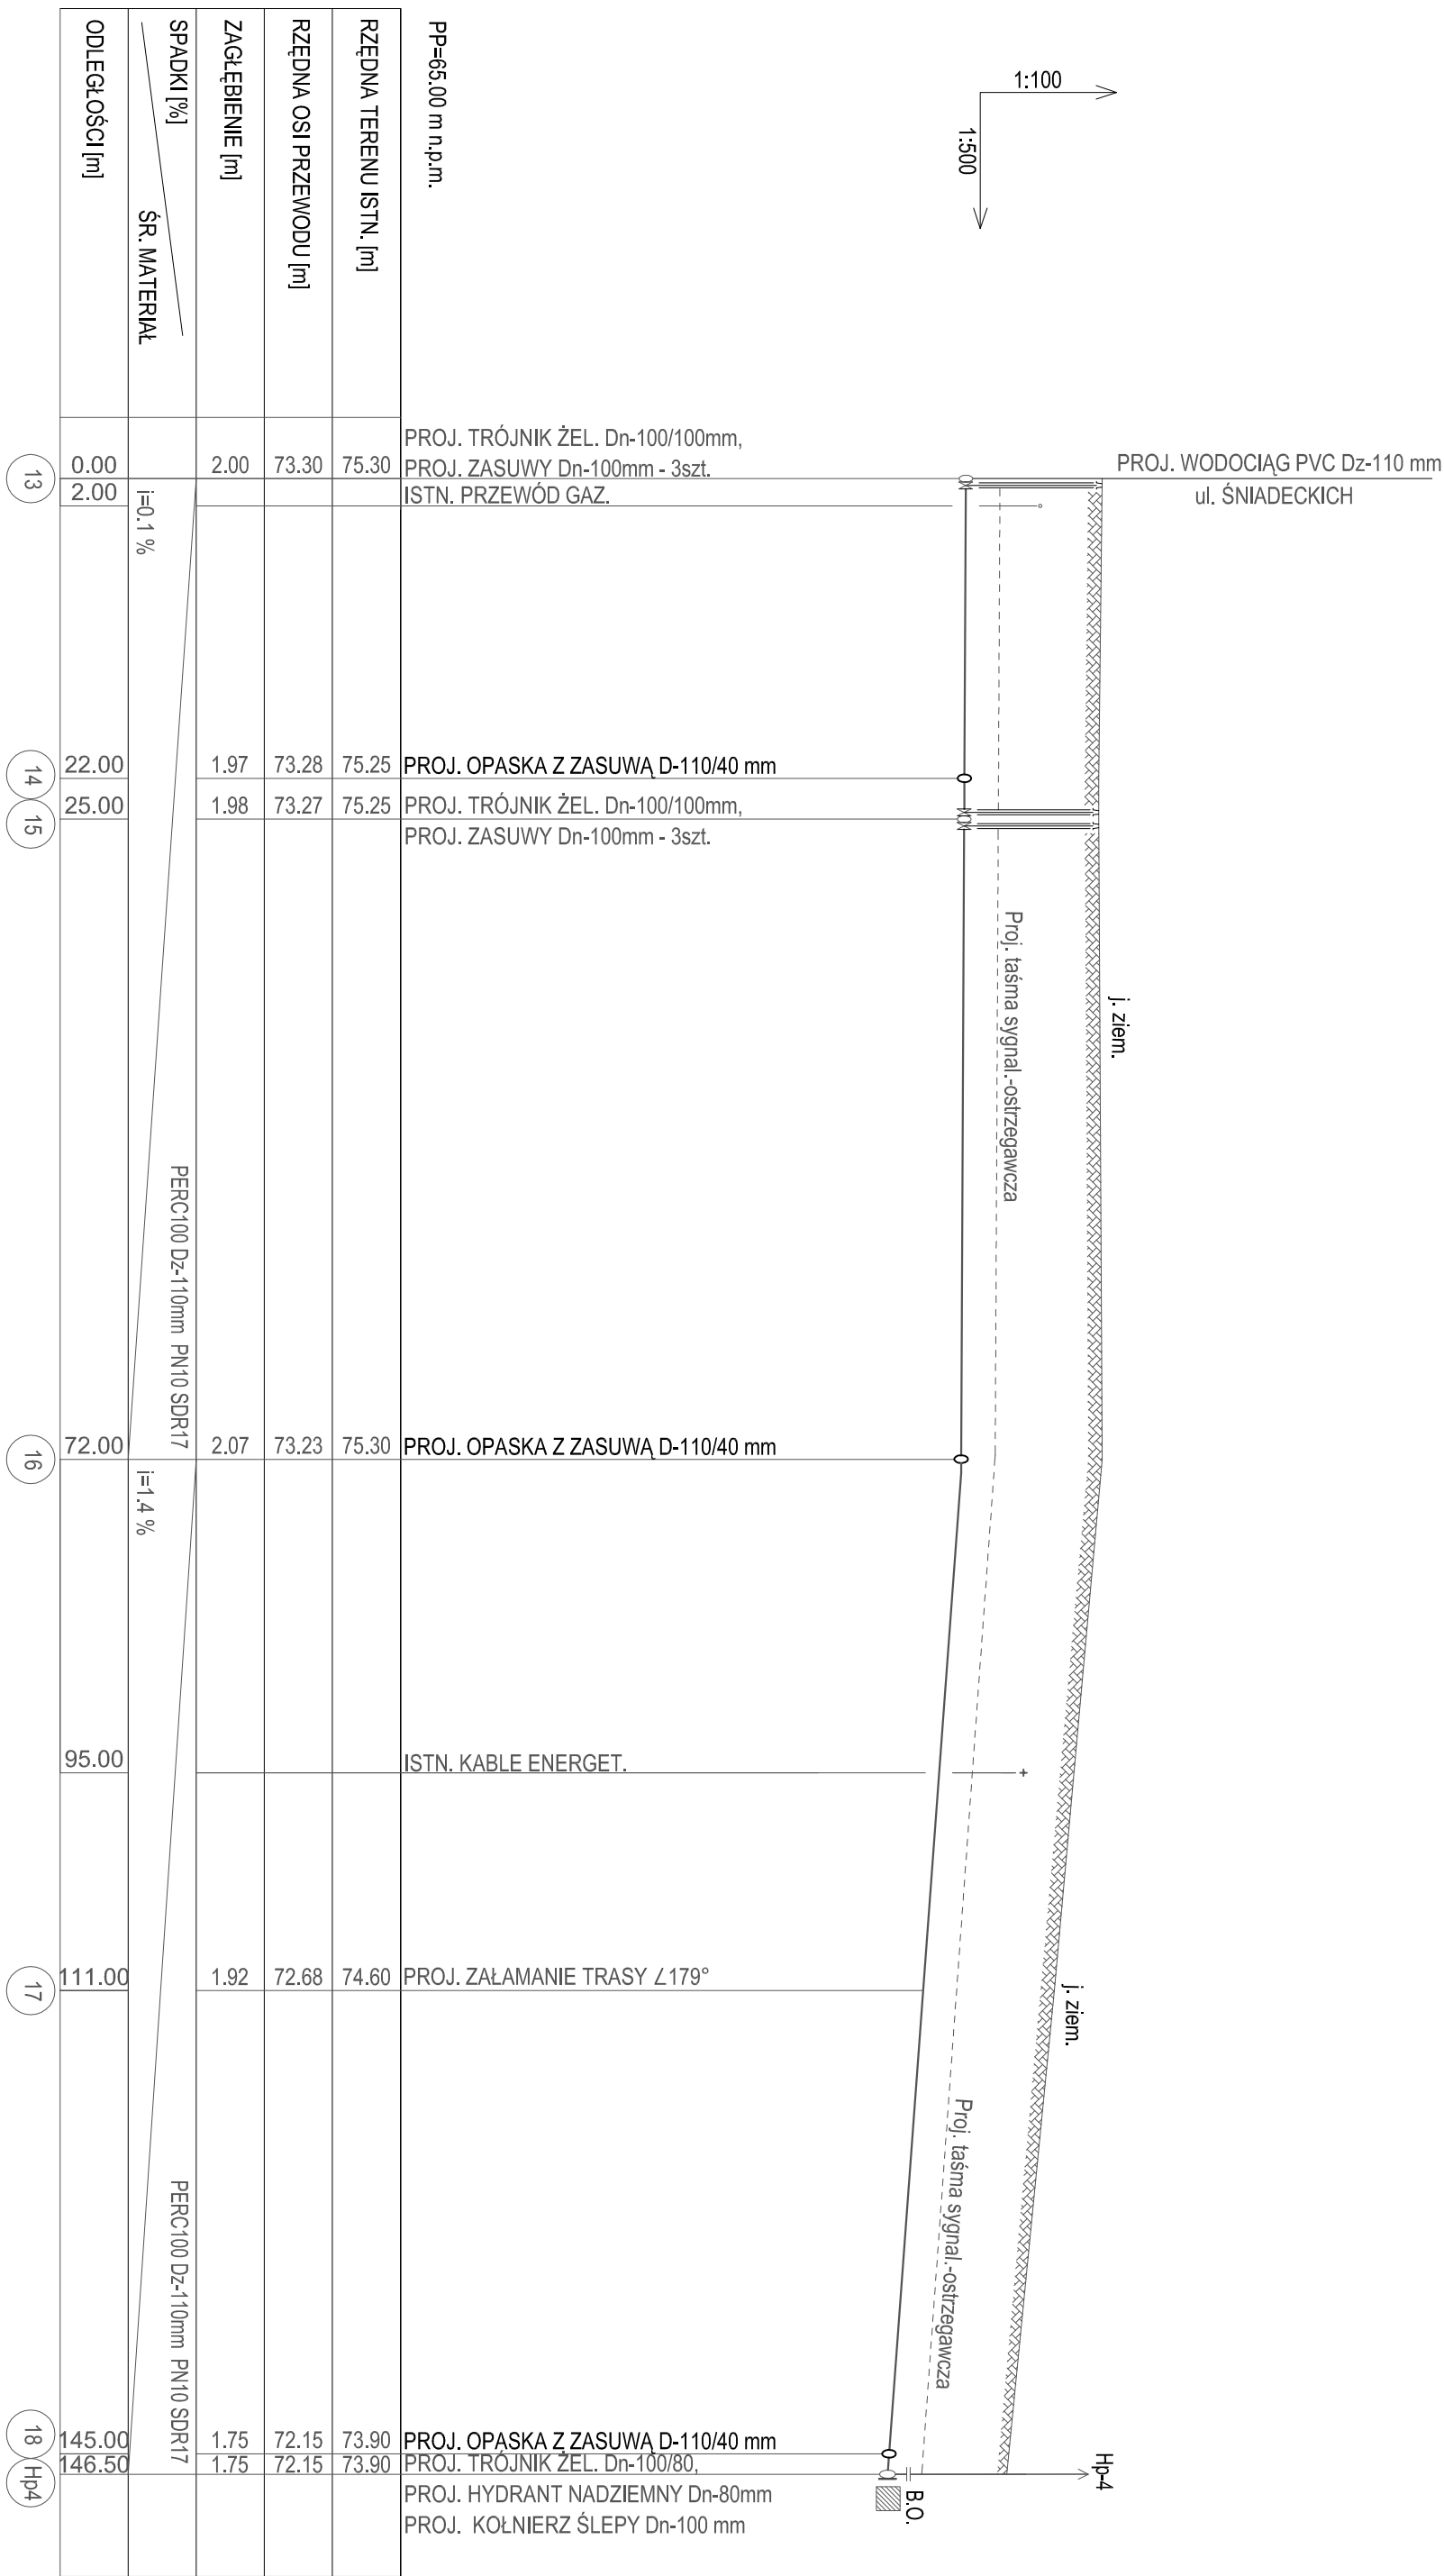 1:100
1:500
PP=65.00 m n.p.m.
RZĘDNA TERENU ISTN. [m]
RZĘDNA OSI PRZEWODU [m]
ZAGŁĘBIENIE [m]
SPADKI [%]
ŚR. MATERIAŁ
ODLEGŁOŚCI [m]
PROJ. WODOCIĄG PVC Dz-110 mm
ul. ŚNIADECKICH
PROJ. TRÓJNIK ŻEL. Dn-100/100mm,
13 0.00 2.00 73.30 75.30 PROJ. ZASUWY Dn-100mm - 3szt.
2.00 ISTN. PRZEWÓD GAZ.
i=0.1 %
14 22.00 1.97 73.28 75.25 PROJ. OPASKA Z ZASUWĄ D-110/40 mm
15 25.00 1.98 73.27 75.25 PROJ. TRÓJNIK ŻEL. Dn-100/100mm,
PROJ. ZASUWY Dn-100mm - 3szt.
Proj. taśma sygnal.-ostrzegawcza
j. ziem.
PERC100 Dz-110mm PN10 SDR17
16 72.00 2.07 73.23 75.30 PROJ. OPASKA Z ZASUWĄ D-110/40 mm
i=1.4 %
95.00 ISTN. KABLE ENERGET.
17 111.00 1.92 72.68 74.60 PROJ. ZAŁAMANIE TRASY ∠179°
j. ziem.
Proj. taśma sygnal.-ostrzegawcza
PERC100 Dz-110mm PN10 SDR17
18 145.00 1.75 72.15 73.90 PROJ. OPASKA Z ZASUWĄ D-110/40 mm
Hp4 146.50 1.75 72.15 73.90 PROJ. TRÓJNIK ŻEL. Dn-100/80,
PROJ. HYDRANT NADZIEMNY Dn-80mm
PROJ. KOŁNIERZ ŚLEPY Dn-100 mm
B.O.
Hp-4